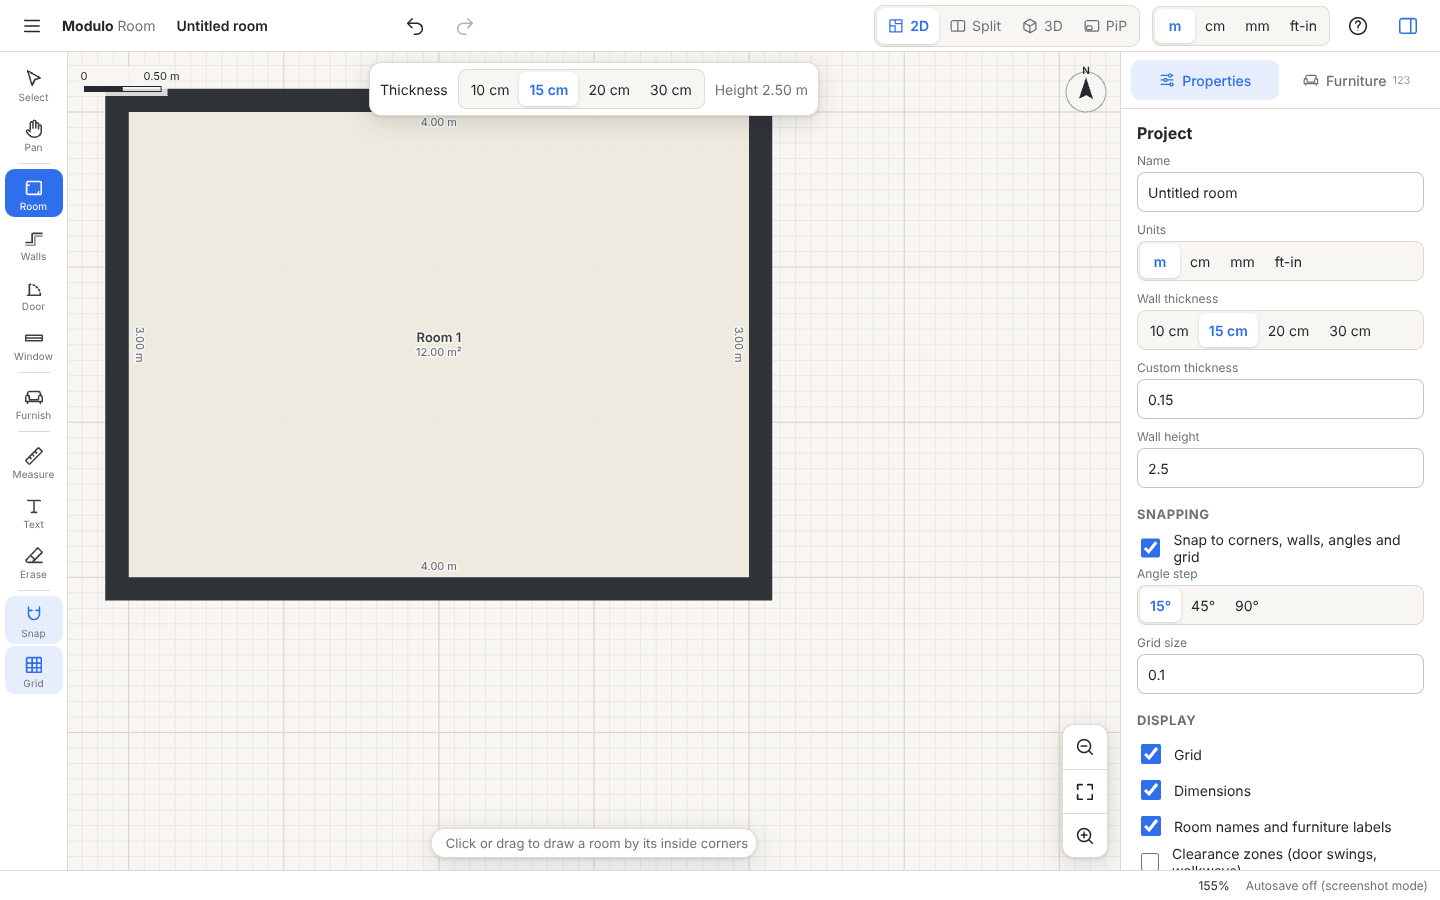 Modulo Room
Untitled room
2D
Split
3D
PiP
m
cm
mm
ft-in
Select
Pan
Room
Walls
Door
Window
Furnish
Measure
Text
Erase
Snap
Grid
0
0.50 m
Thickness
10 cm
15 cm
20 cm
30 cm
Height 2.50 m
N
4.00 m
3.00 m
Room 1
12.00 m²
3.00 m
4.00 m
Click or drag to draw a room by its inside corners
Properties
Furniture 123
Project
Name
Untitled room
Units
m
cm
mm
ft-in
Wall thickness
10 cm
15 cm
20 cm
30 cm
Custom thickness
0.15
Wall height
2.5
SNAPPING
Snap to corners, walls, angles and
grid
Angle step
15°
45°
90°
Grid size
0.1
DISPLAY
Grid
Dimensions
Room names and furniture labels
Clearance zones (door swings,
walkways)
155%
Autosave off (screenshot mode)